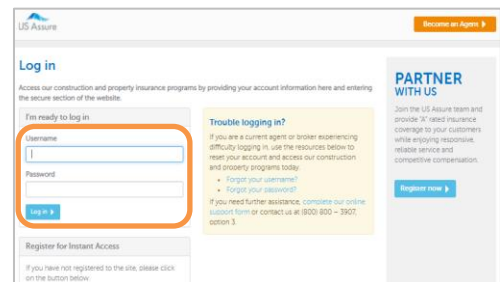 US Assure
Become an Agent
Log in
Access our construction and property insurance programs by providing your account information here and entering
the secure section of the website.
I'm ready to log in
Username
Password
Log in
Register for Instant Access
If you have not registered to the site, please click
on the button below.
Trouble logging in?
If you are a current agent or broker experiencing
difficulty logging in, use the resources below to
reset your account and access our construction
and property programs today.
• Forgot your username?
• Forgot your password?
If you need further assistance, complete our online
support form or contact us at (800) 800 – 3907,
option 3.
PARTNER
WITH US
Join the US Assure team and
provide "A" rated insurance
coverage to your customers
while enjoying responsive,
reliable service and
competitive compensation.
Register now